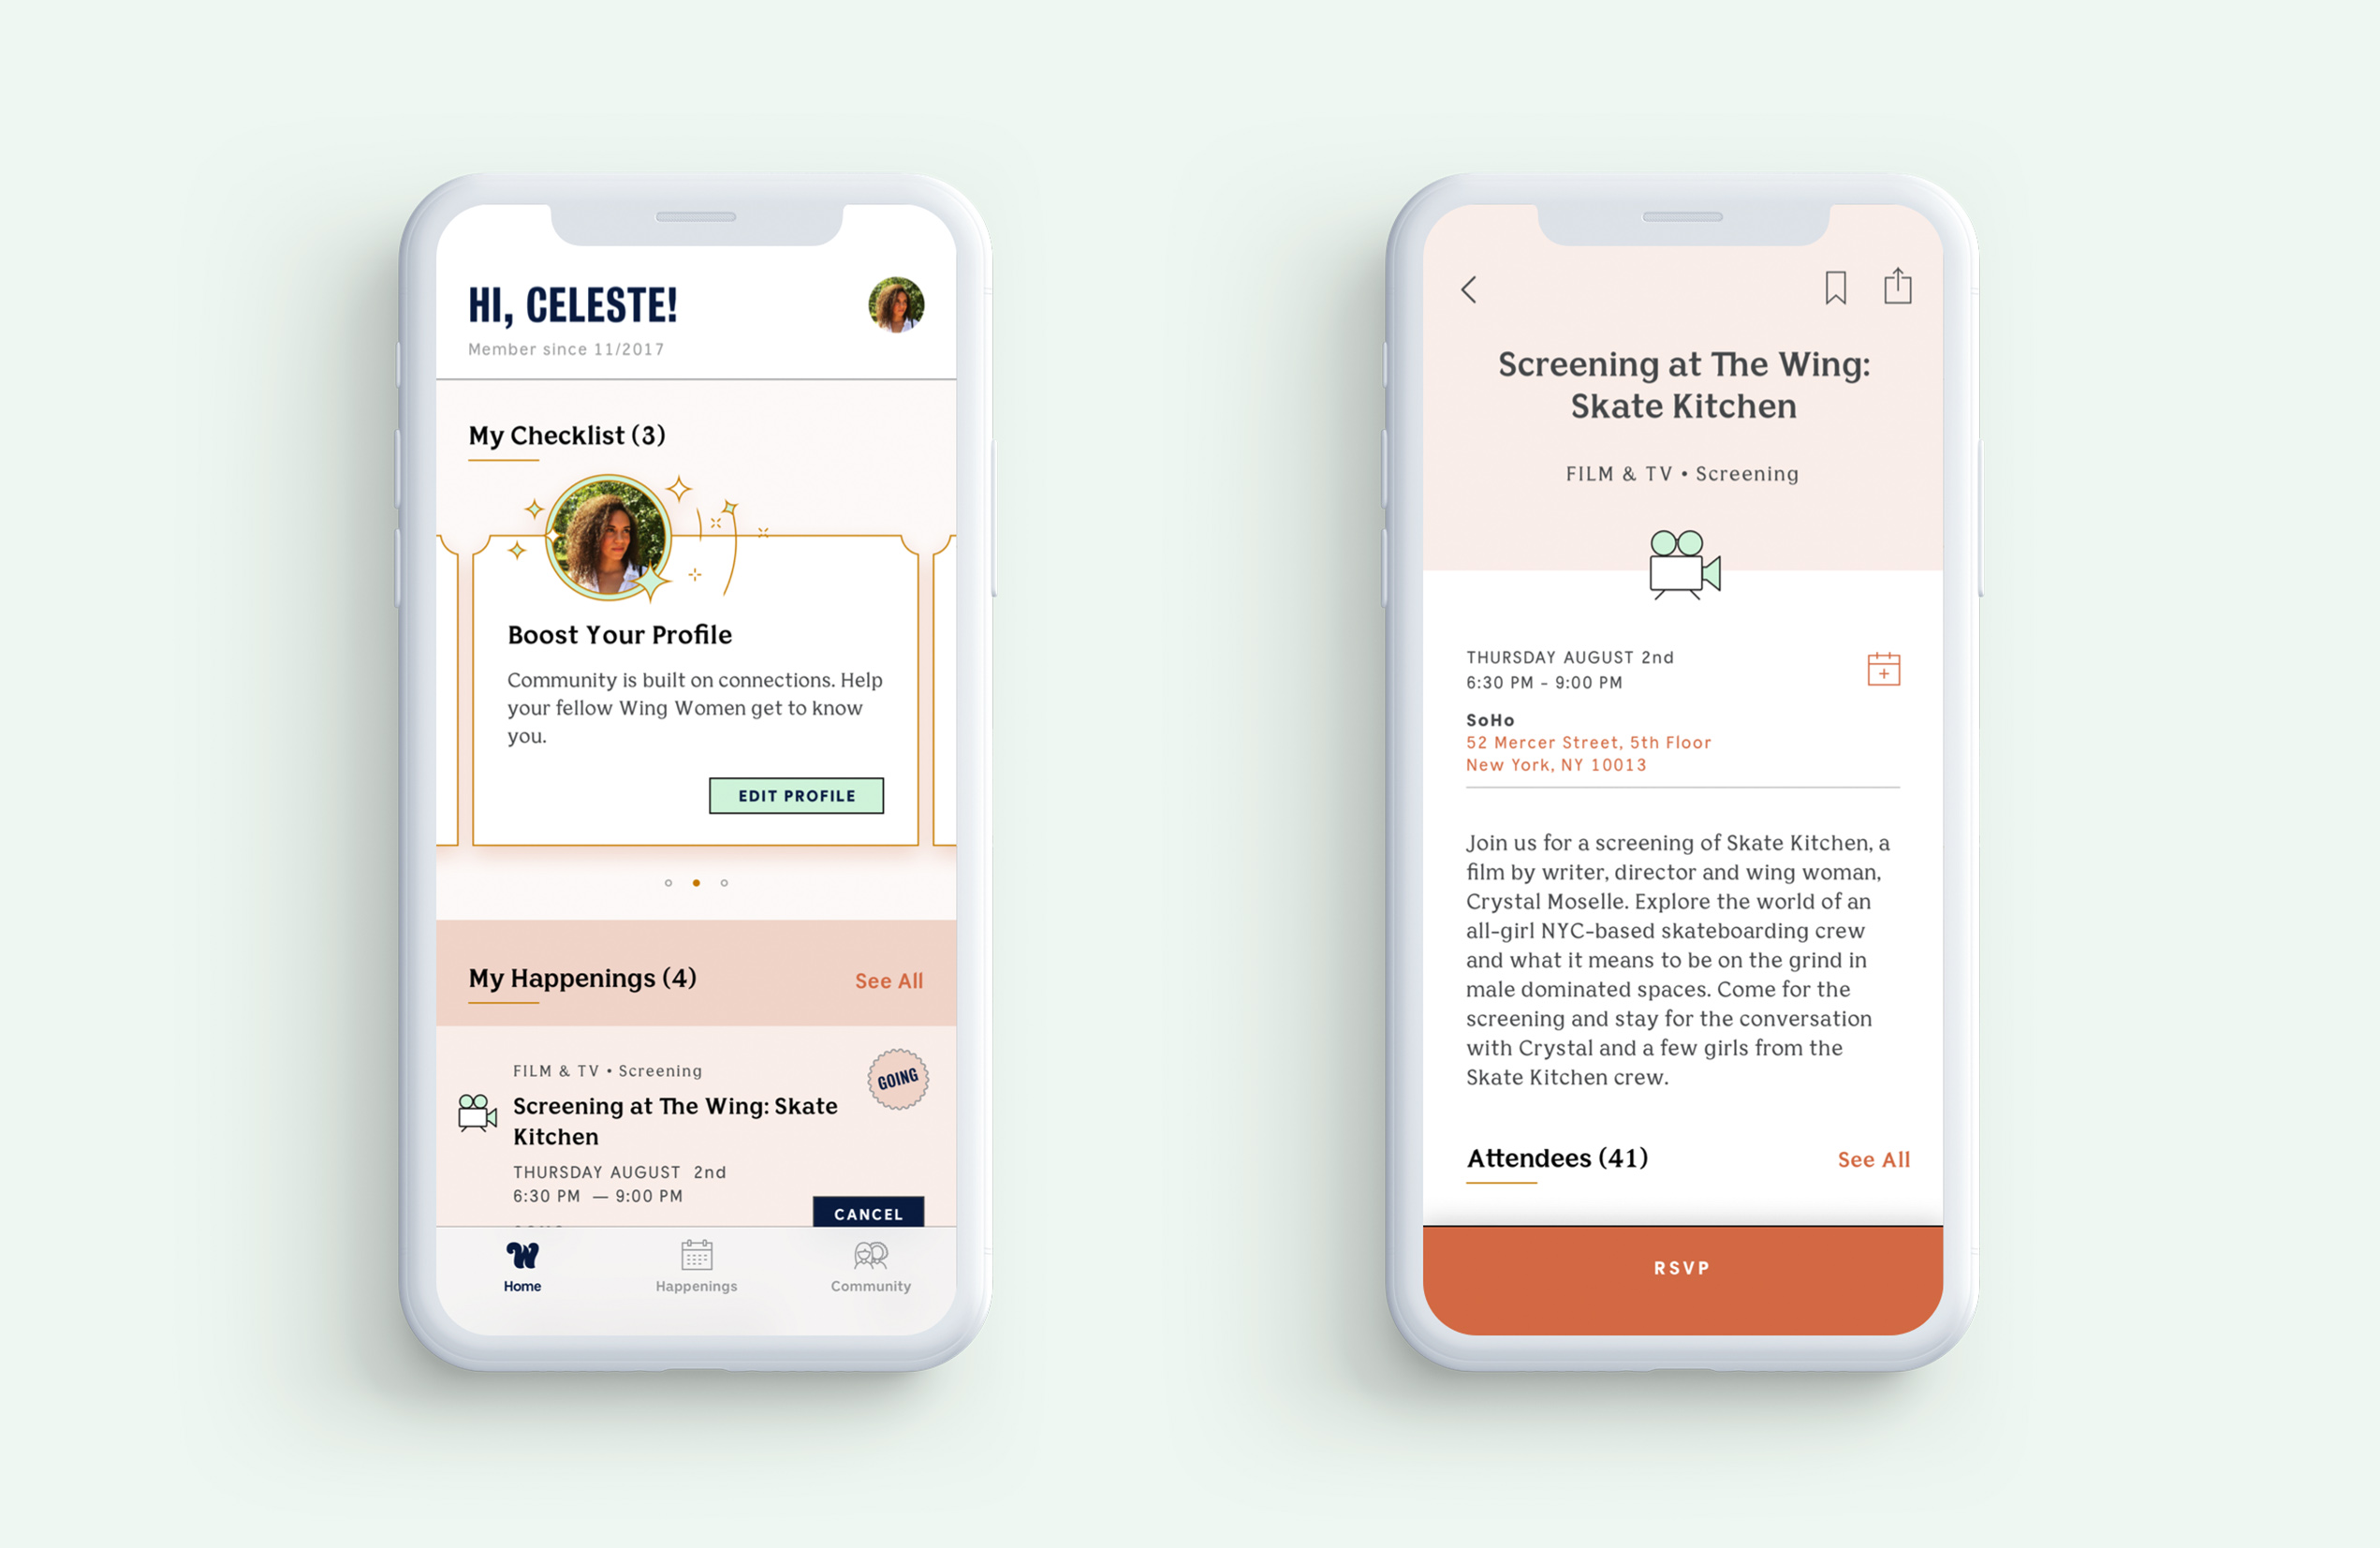 HI, CELESTE!
Member since 11/2017
My Checklist (3)
Boost Your Profile
Community is built on connections. Help
your fellow Wing Women get to know
you.
EDIT PROFILE
My Happenings (4)
See All
FILM & TV • Screening
GOING
Screening at The Wing: Skate
Kitchen
THURSDAY AUGUST 2nd
6:30 PM — 9:00 PM
CANCEL
W
Home
Happenings
Community
Screening at The Wing:
Skate Kitchen
FILM & TV • Screening
THURSDAY AUGUST 2nd
6:30 PM - 9:00 PM
SoHo
52 Mercer Street, 5th Floor
New York, NY 10013
Join us for a screening of Skate Kitchen, a
film by writer, director and wing woman,
Crystal Moselle. Explore the world of an
all-girl NYC-based skateboarding crew
and what it means to be on the grind in
male dominated spaces. Come for the
screening and stay for the conversation
with Crystal and a few girls from the
Skate Kitchen crew.
Attendees (41)
See All
RSVP